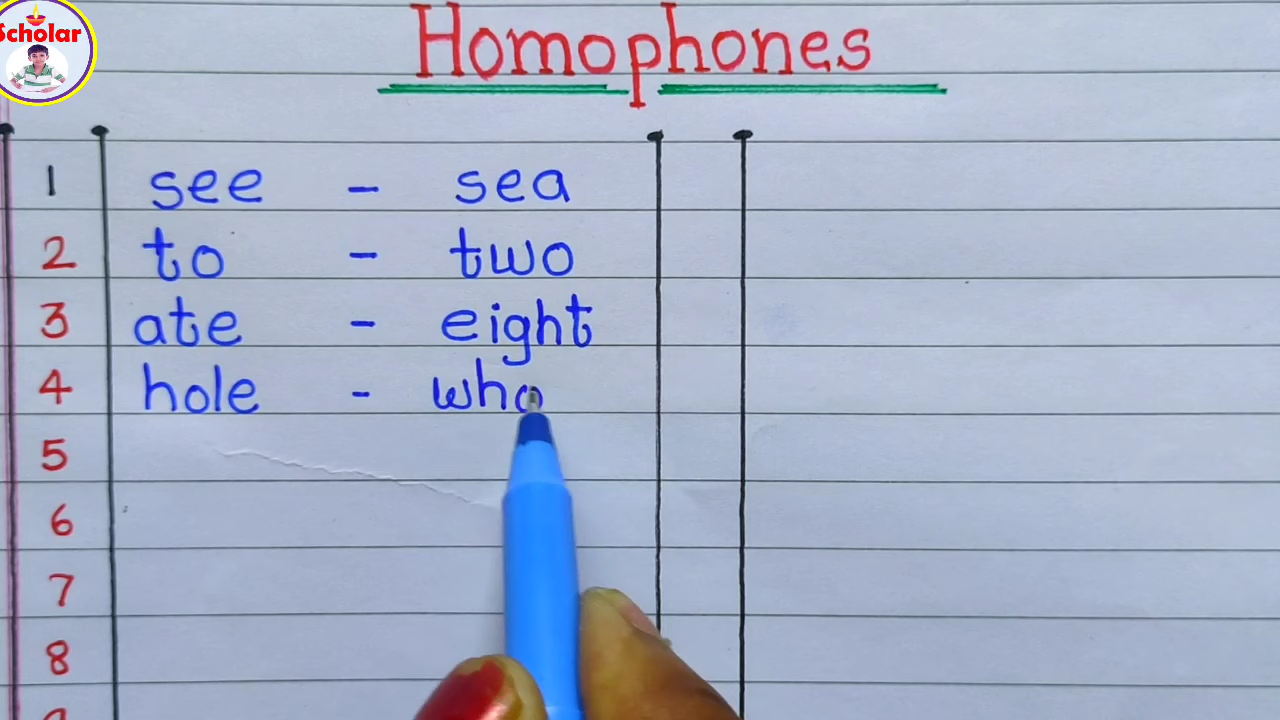 Scholar
Homophones
1 see - sea
2 to - two
3 ate - eight
4 hole - who
5
6
7
8